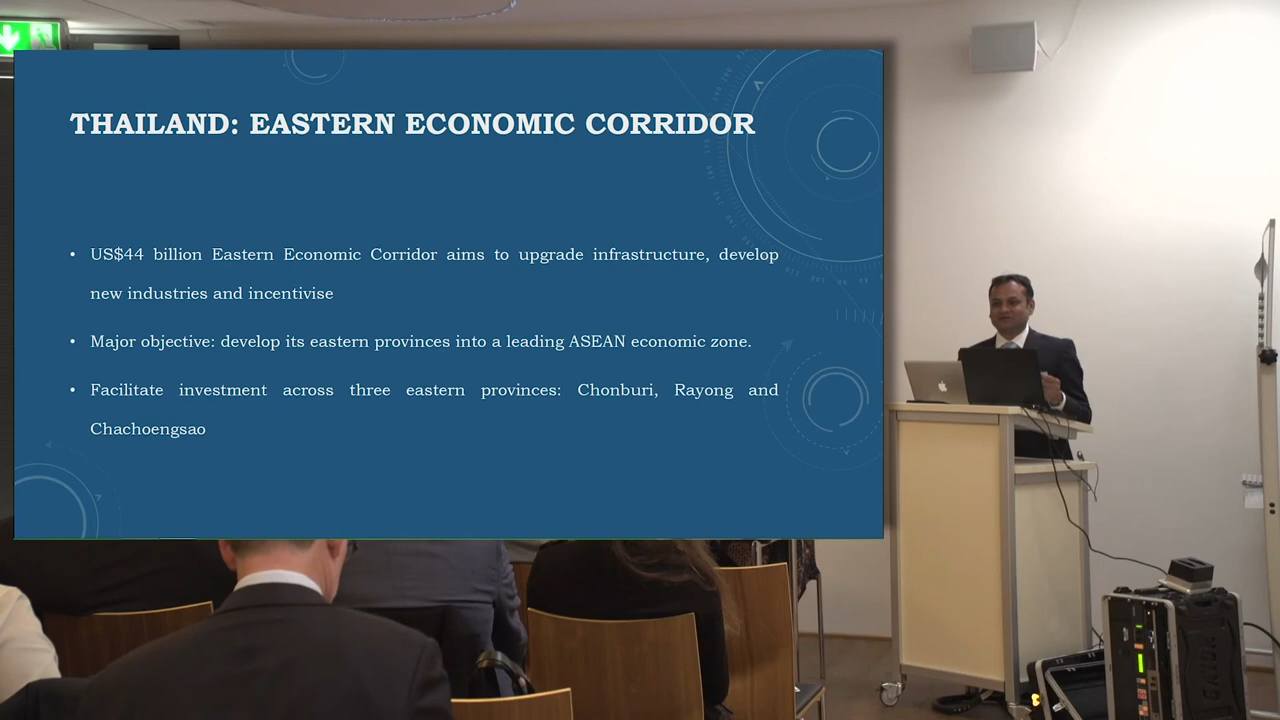 THAILAND: EASTERN ECONOMIC CORRIDOR
• US$44 billion Eastern Economic Corridor aims to upgrade infrastructure, develop
new industries and incentivise
• Major objective: develop its eastern provinces into a leading ASEAN economic zone.
• Facilitate investment across three eastern provinces: Chonburi, Rayong and
Chachoengsao